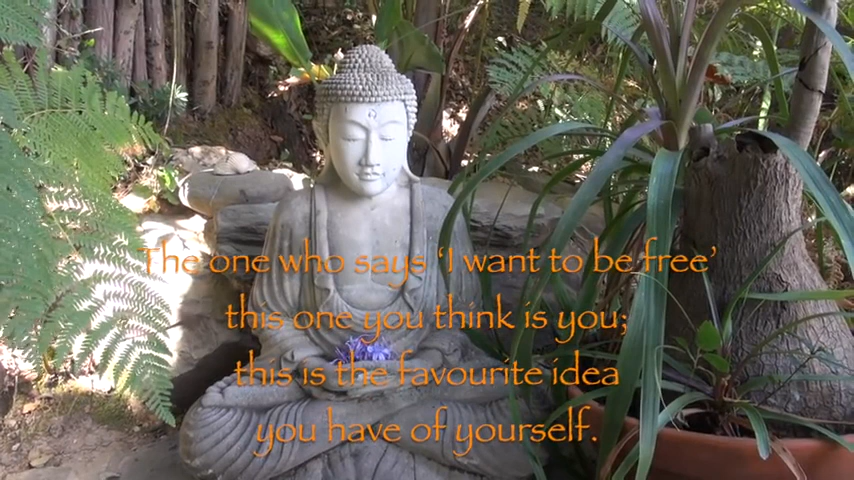 The one who says ‘I want to be free’
this one you think is you;
this is the favourite idea
you have of yourself.